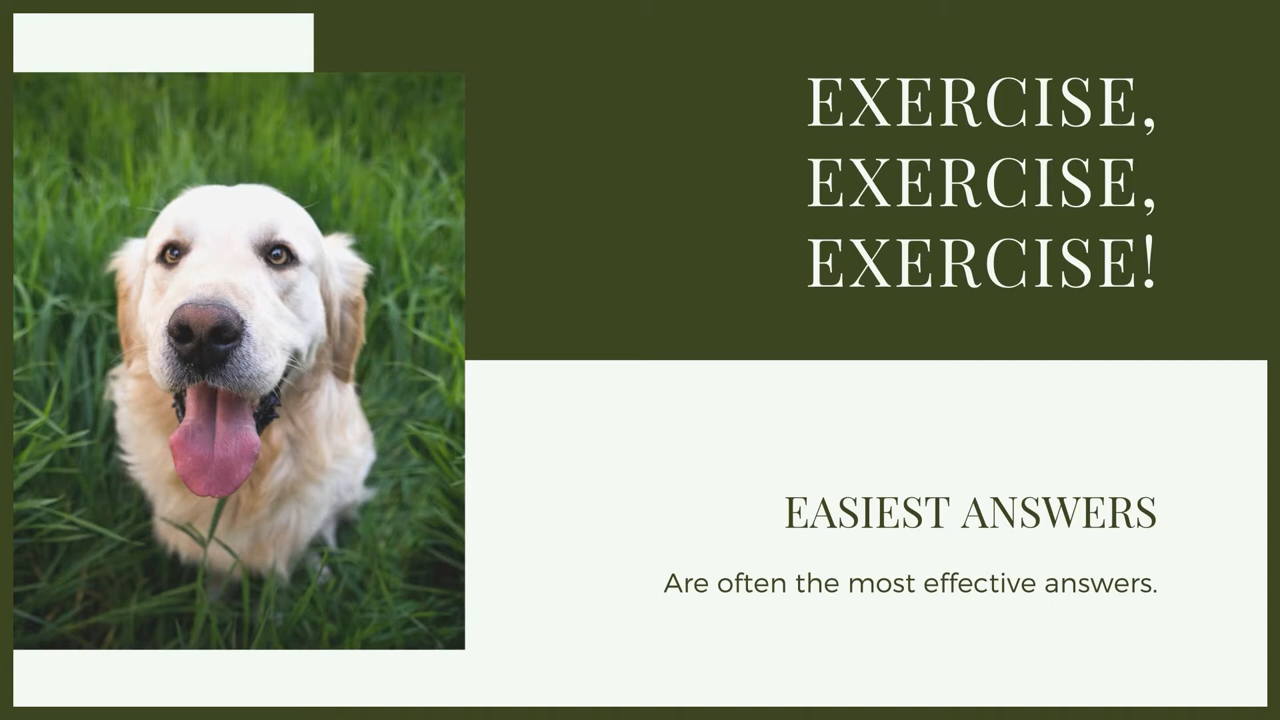 EXERCISE,
EXERCISE,
EXERCISE!
EASIEST ANSWERS
Are often the most effective answers.